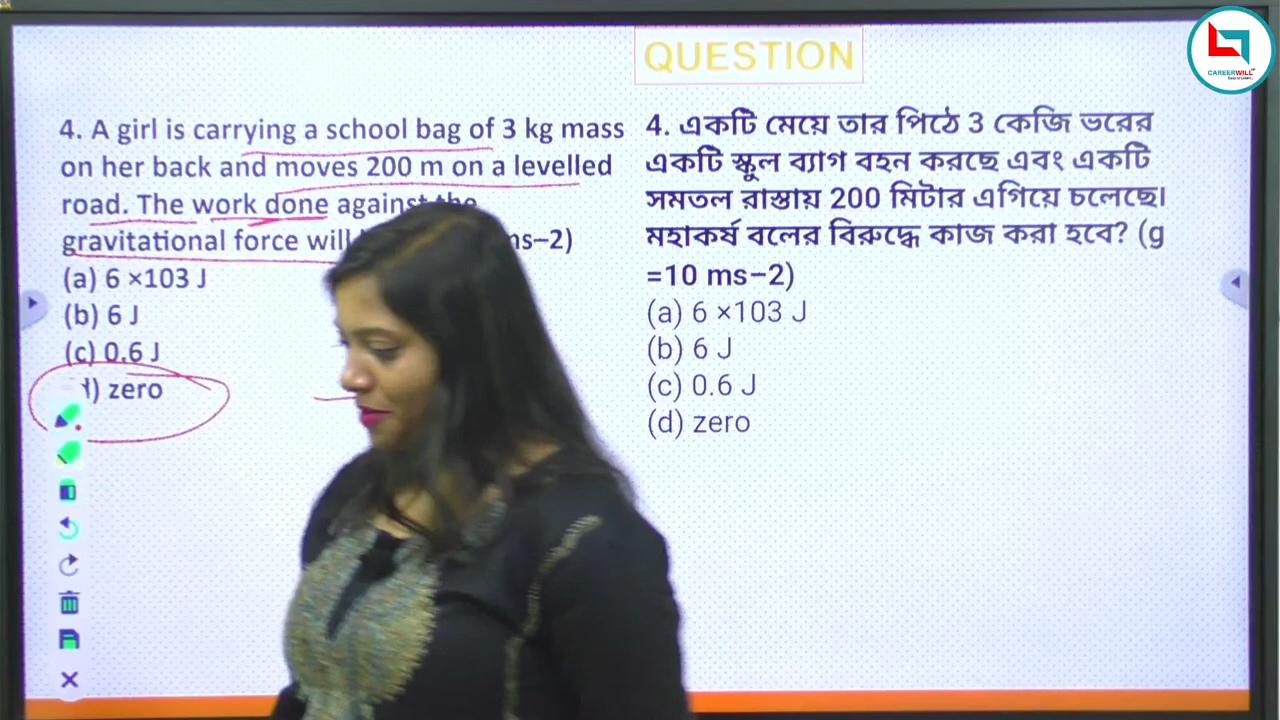 QUESTION
CAREERWILL
4. A girl is carrying a school bag of 3 kg mass
on her back and moves 200 m on a levelled
road. The work done against the
gravitational force will ns–2)
(a) 6 ×103 J
(b) 6 J
(c) 0.6 J
d) zero
4. একটি মেয়ে তার পিঠে 3 কেজি ভরের
একটি স্কুল ব্যাগ বহন করছে এবং একটি
সমতল রাস্তায় 200 মিটার এগিয়ে চলেছে।
মহাকর্ষ বলের বিরুদ্ধে কাজ করা হবে? (g
=10 ms–2)
(a) 6 ×103 J
(b) 6 J
(c) 0.6 J
(d) zero